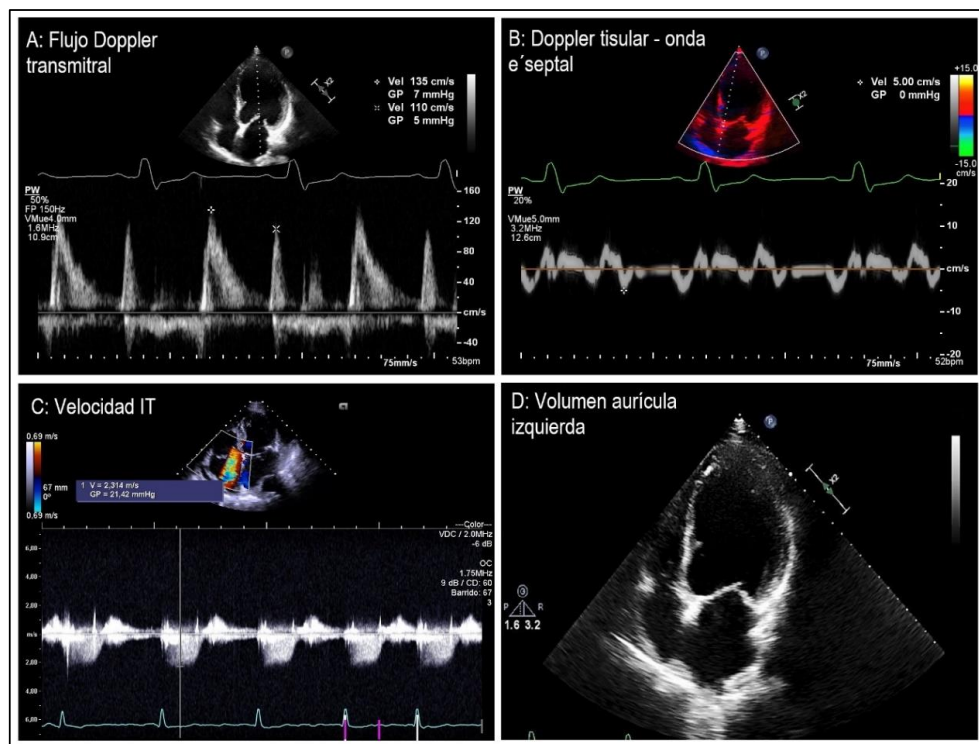 A: Flujo Doppler
transmitral
P
x2
Vel 135 cm/s
GP 7 mmHg
Vel 110 cm/s
GP 5 mmHg
PW
50%
FP 150Hz
VMue4.0mm
1.6MHz
10.9cm
160
120
80
40
cm/s
-40
75mm/s
53bpm
B: Doppler tisular - onda
e´septal
P
x2
Vel 5.00 cm/s
GP 0 mmHg
+15.0
-15.0
cm/s
PW
20%
VMue5.0mm
3.2MHz
12.6cm
20
10
cm/s
-10
-20
75mm/s
52bpm
C: Velocidad IT
0,69 m/s
67 mm
0º
0,69 m/s
1 V = 2,314 m/s
GP = 21,42 mmHg
---Color---
VDC / 2.0MHz
-6 dB
OC
1.75MHz
9 dB / CD: 60
Barrido: 67
3
6,00
4,00
2,00
m/s
2,00
4,00
6,00
D: Volumen aurícula
izquierda
P
x2
G
P R
1.6 3.2